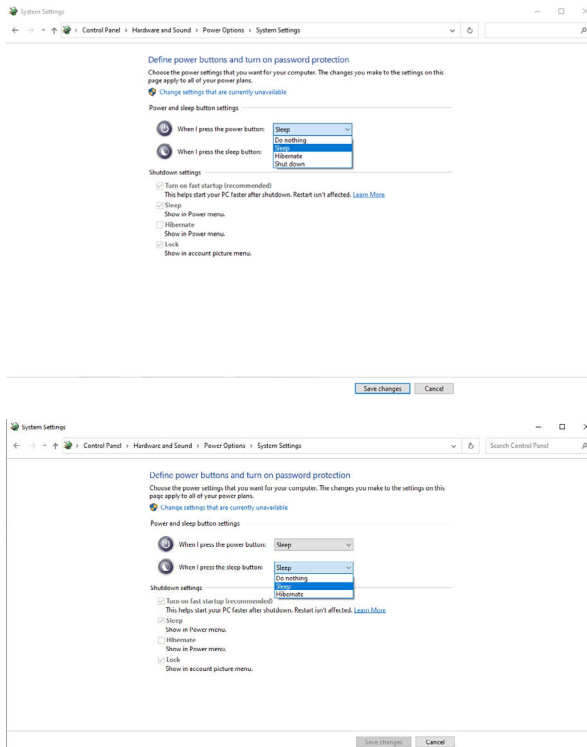 System Settings
Control Panel > Hardware and Sound > Power Options > System Settings
Define power buttons and turn on password protection
Choose the power settings that you want for your computer. The changes you make to the settings on this
page apply to all of your power plans.
Change settings that are currently unavailable
Power and sleep button settings
When I press the power button: Sleep
Do nothing
Sleep
When I press the sleep button:
Hibernate
Shut down
Shutdown settings
Turn on fast startup (recommended)
This helps start your PC faster after shutdown. Restart isn't affected. Learn More
Sleep
Show in Power menu.
Hibernate
Show in Power menu.
Lock
Show in account picture menu.
Save changes Cancel
System Settings
Control Panel > Hardware and Sound > Power Options > System Settings
Search Control Panel
Define power buttons and turn on password protection
Choose the power settings that you want for your computer. The changes you make to the settings on this
page apply to all of your power plans.
Change settings that are currently unavailable
Power and sleep button settings
When I press the power button: Sleep
When I press the sleep button: Sleep
Do nothing
Sleep
Hibernate
Shutdown settings
Turn on fast startup (recommended)
This helps start your PC faster after shutdown. Restart isn't affected. Learn More
Sleep
Show in Power menu.
Hibernate
Show in Power menu.
Lock
Show in account picture menu.
Save changes Cancel